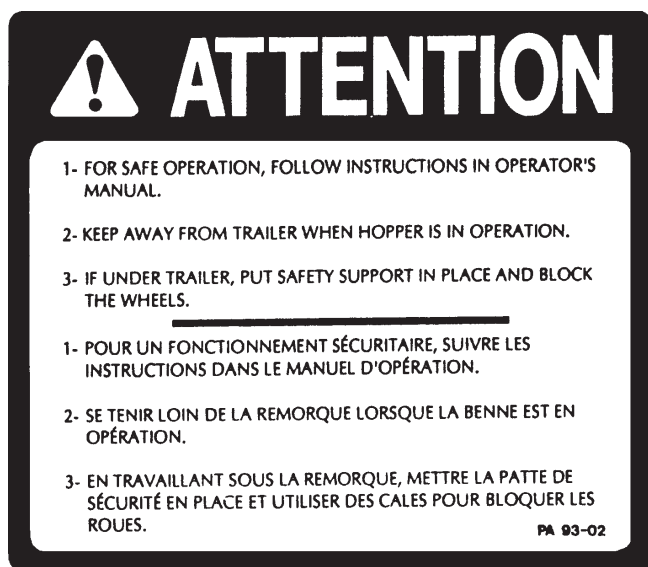 ATTENTION
1- FOR SAFE OPERATION, FOLLOW INSTRUCTIONS IN OPERATOR'S
MANUAL.
2- KEEP AWAY FROM TRAILER WHEN HOPPER IS IN OPERATION.
3- IF UNDER TRAILER, PUT SAFETY SUPPORT IN PLACE AND BLOCK
THE WHEELS.
1- POUR UN FONCTIONNEMENT SÉCURITAIRE, SUIVRE LES
INSTRUCTIONS DANS LE MANUEL D'OPÉRATION.
2- SE TENIR LOIN DE LA REMORQUE LORSQUE LA BENNE EST EN
OPÉRATION.
3- EN TRAVAILLANT SOUS LA REMORQUE, METTRE LA PATTE DE
SÉCURITÉ EN PLACE ET UTILISER DES CALES POUR BLOQUER LES
ROUES.
PA 93-02